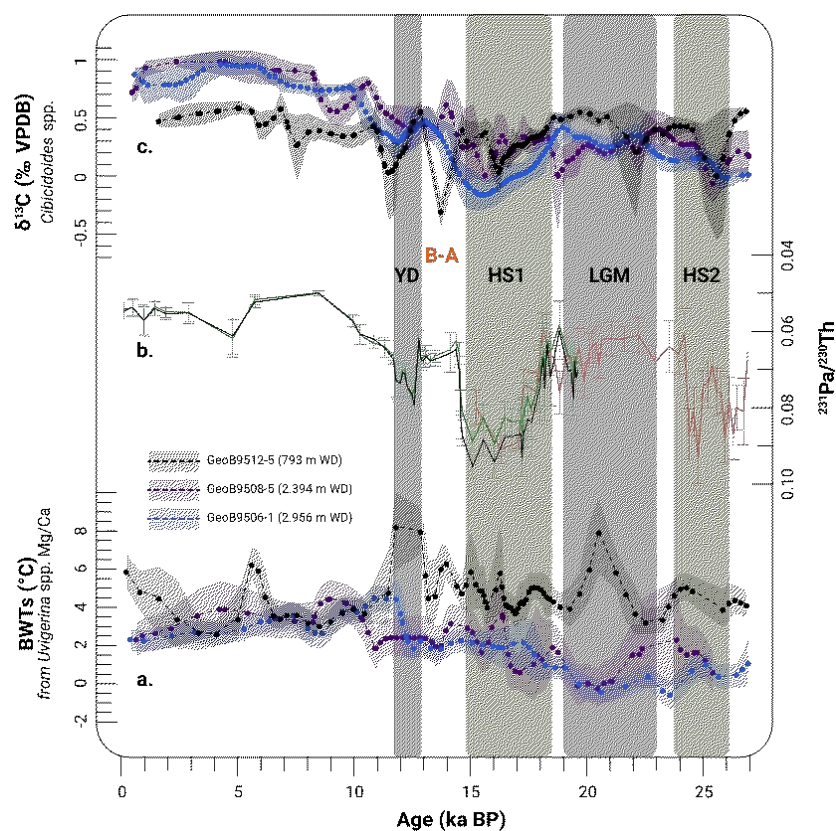 1
0.5
0
-0.5
δ¹³C (‰ VPDB)
Cibicidoides spp.
c.
B-A
YD
HS1
LGM
HS2
0.04
0.06
0.08
0.10
²³¹Pa/²³⁰Th
b.
GeoB9512-5 (793 m WD)
GeoB9508-5 (2.394 m WD)
GeoB9506-1 (2.956 m WD)
8
6
4
2
0
-2
BWTs (°C)
from Uvigerina spp. Mg/Ca
a.
0
5
10
15
20
25
Age (ka BP)